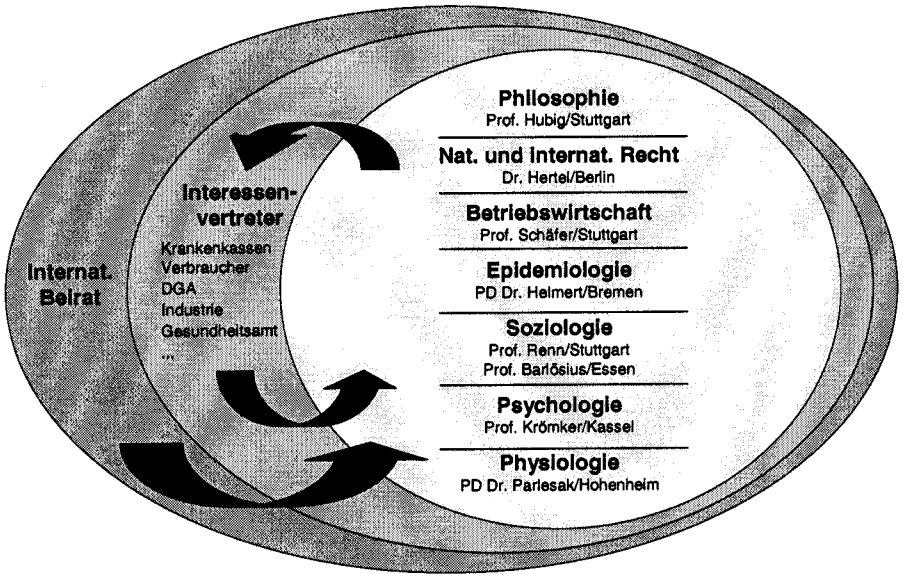 Philosophie
Prof. Hubig/Stuttgart
Nat. und internat. Recht
Dr. Hertel/Berlin
Betriebswirtschaft
Prof. Schäfer/Stuttgart
Epidemiologie
PD Dr. Helmert/Bremen
Soziologie
Prof. Renn/Stuttgart
Prof. Barlösius/Essen
Psychologie
Prof. Krömker/Kassel
Physiologie
PD Dr. Parlesak/Hohenheim
Interessen-
vertreter
Krankenkassen
Verbraucher
DGA
Industrie
Gesundheitsamt
...
Internat.
Beirat